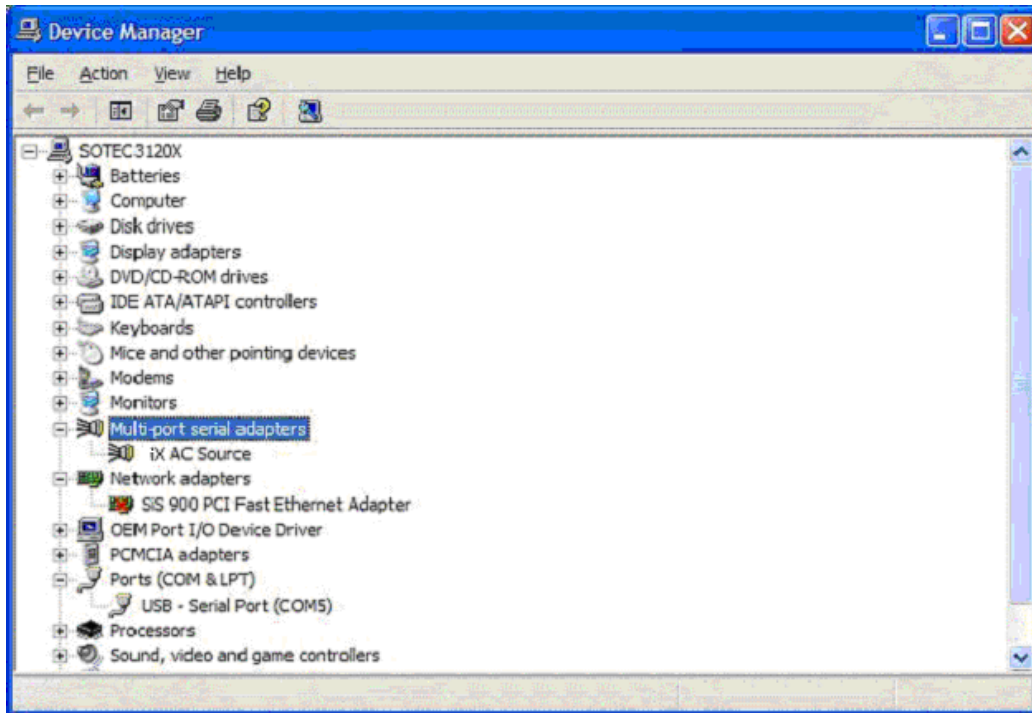 Device Manager
File Action View Help
SOTEC3120X
Batteries
Computer
Disk drives
Display adapters
DVD/CD-ROM drives
IDE ATA/ATAPI controllers
Keyboards
Mice and other pointing devices
Modems
Monitors
Multi-port serial adapters
iX AC Source
Network adapters
SiS 900 PCI Fast Ethernet Adapter
OEM Port I/O Device Driver
PCMCIA adapters
Ports (COM & LPT)
USB - Serial Port (COM5)
Processors
Sound, video and game controllers